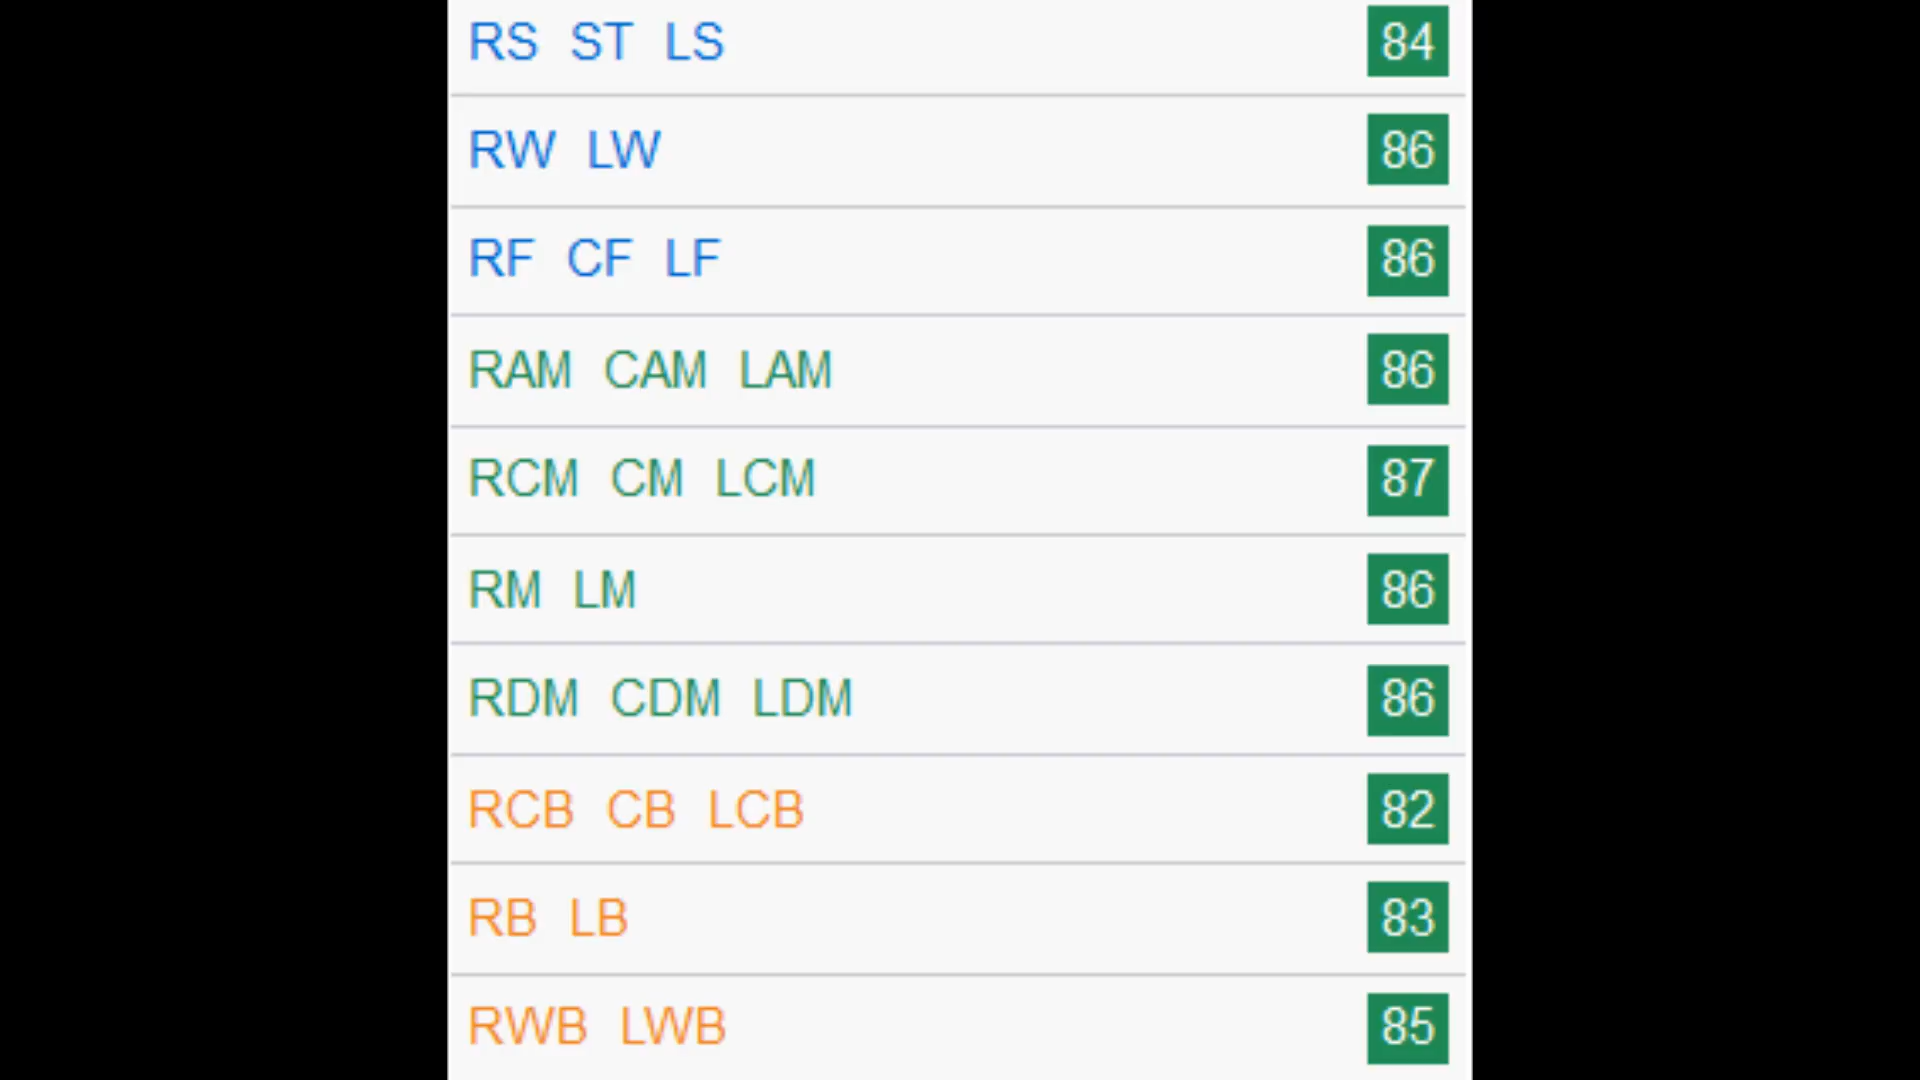 RS ST LS 84
RW LW 86
RF CF LF 86
RAM CAM LAM 86
RCM CM LCM 87
RM LM 86
RDM CDM LDM 86
RCB CB LCB 82
RB LB 83
RWB LWB 85